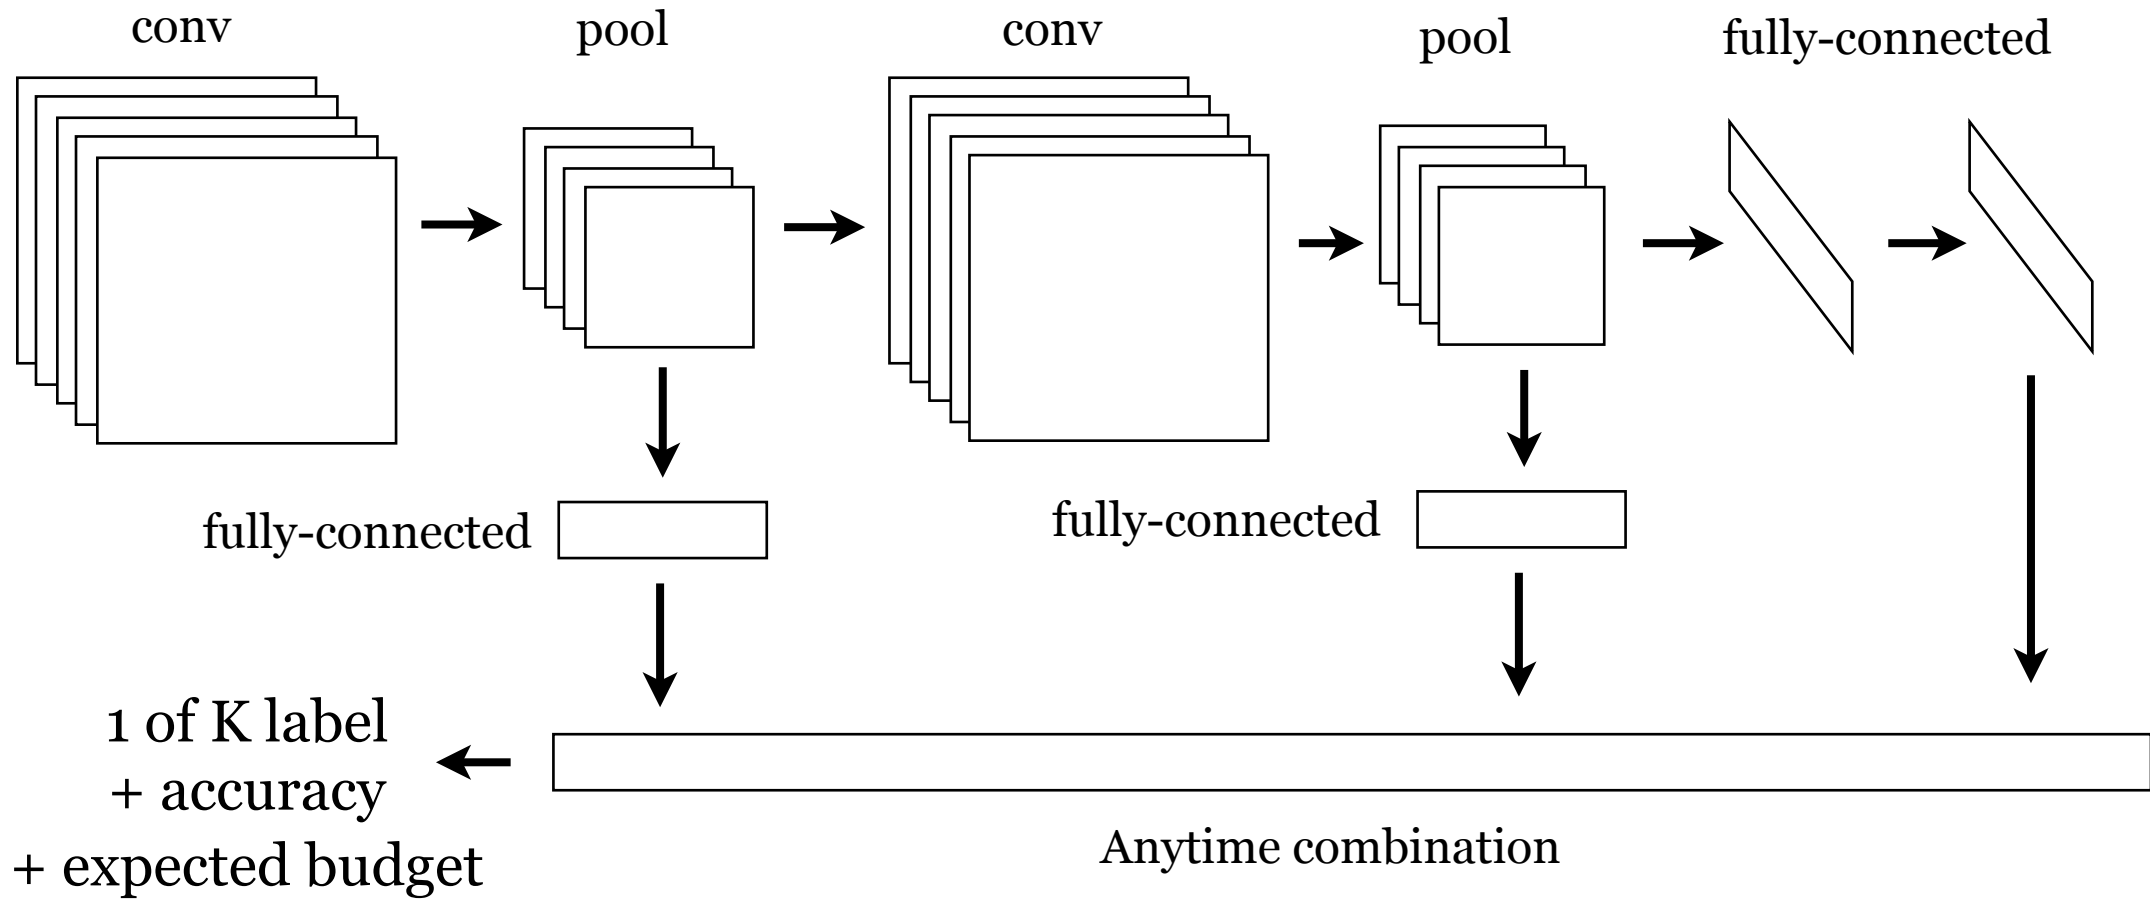 conv
pool
conv
pool
fully-connected
fully-connected
fully-connected
1 of K label
+ accuracy
+ expected budget
Anytime combination